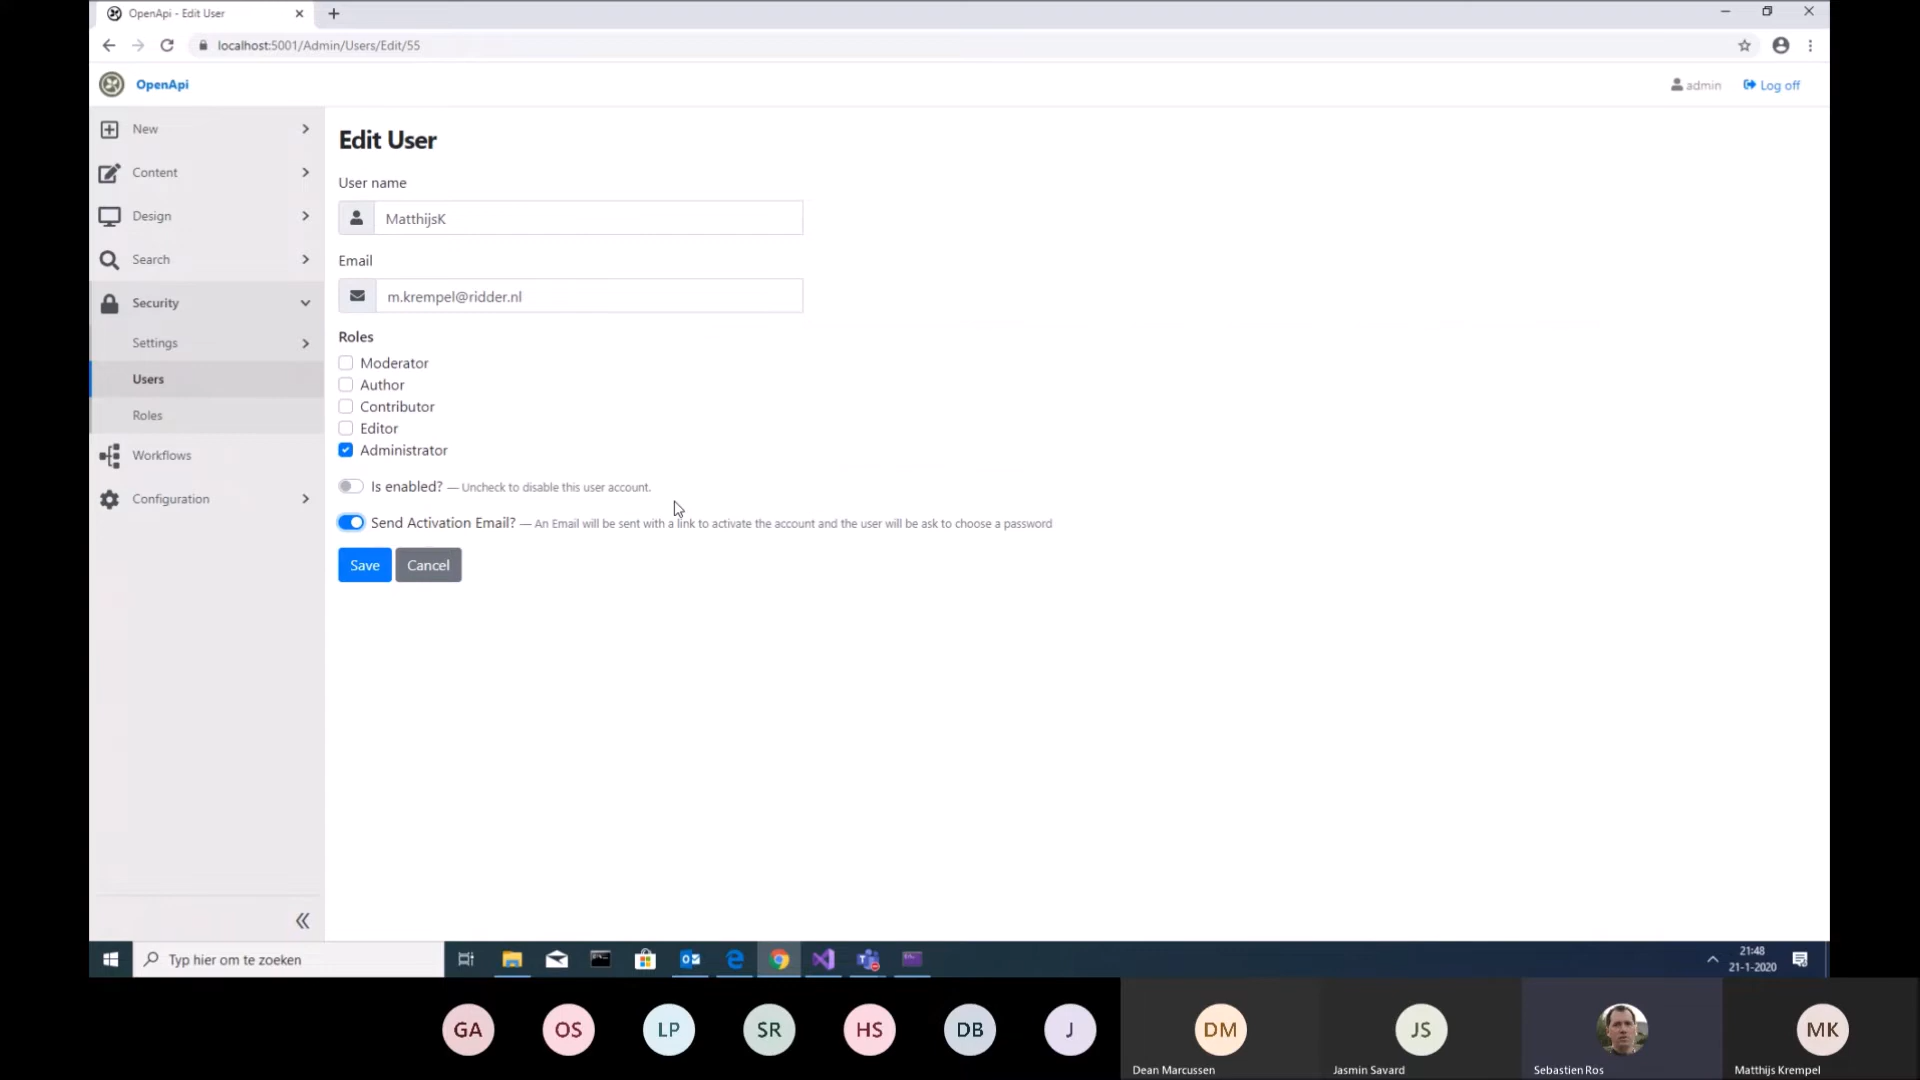 OpenApi - Edit User
localhost:5001/Admin/Users/Edit/55
OpenApi
admin
Log off
New
Content
Design
Search
Security
Settings
Users
Roles
Workflows
Configuration
Edit User
User name
MatthijsK
Email
m.krempel@ridder.nl
Roles
Moderator
Author
Contributor
Editor
Administrator
Is enabled? — Uncheck to disable this user account.
Send Activation Email? — An Email will be sent with a link to activate the account and the user will be ask to choose a password
Save
Cancel
Typ hier om te zoeken
21:48
21-1-2020
GA
OS
LP
SR
HS
DB
J
DM
JS
MK
Dean Marcussen
Jasmin Savard
Sebastien Ros
Matthijs Krempel